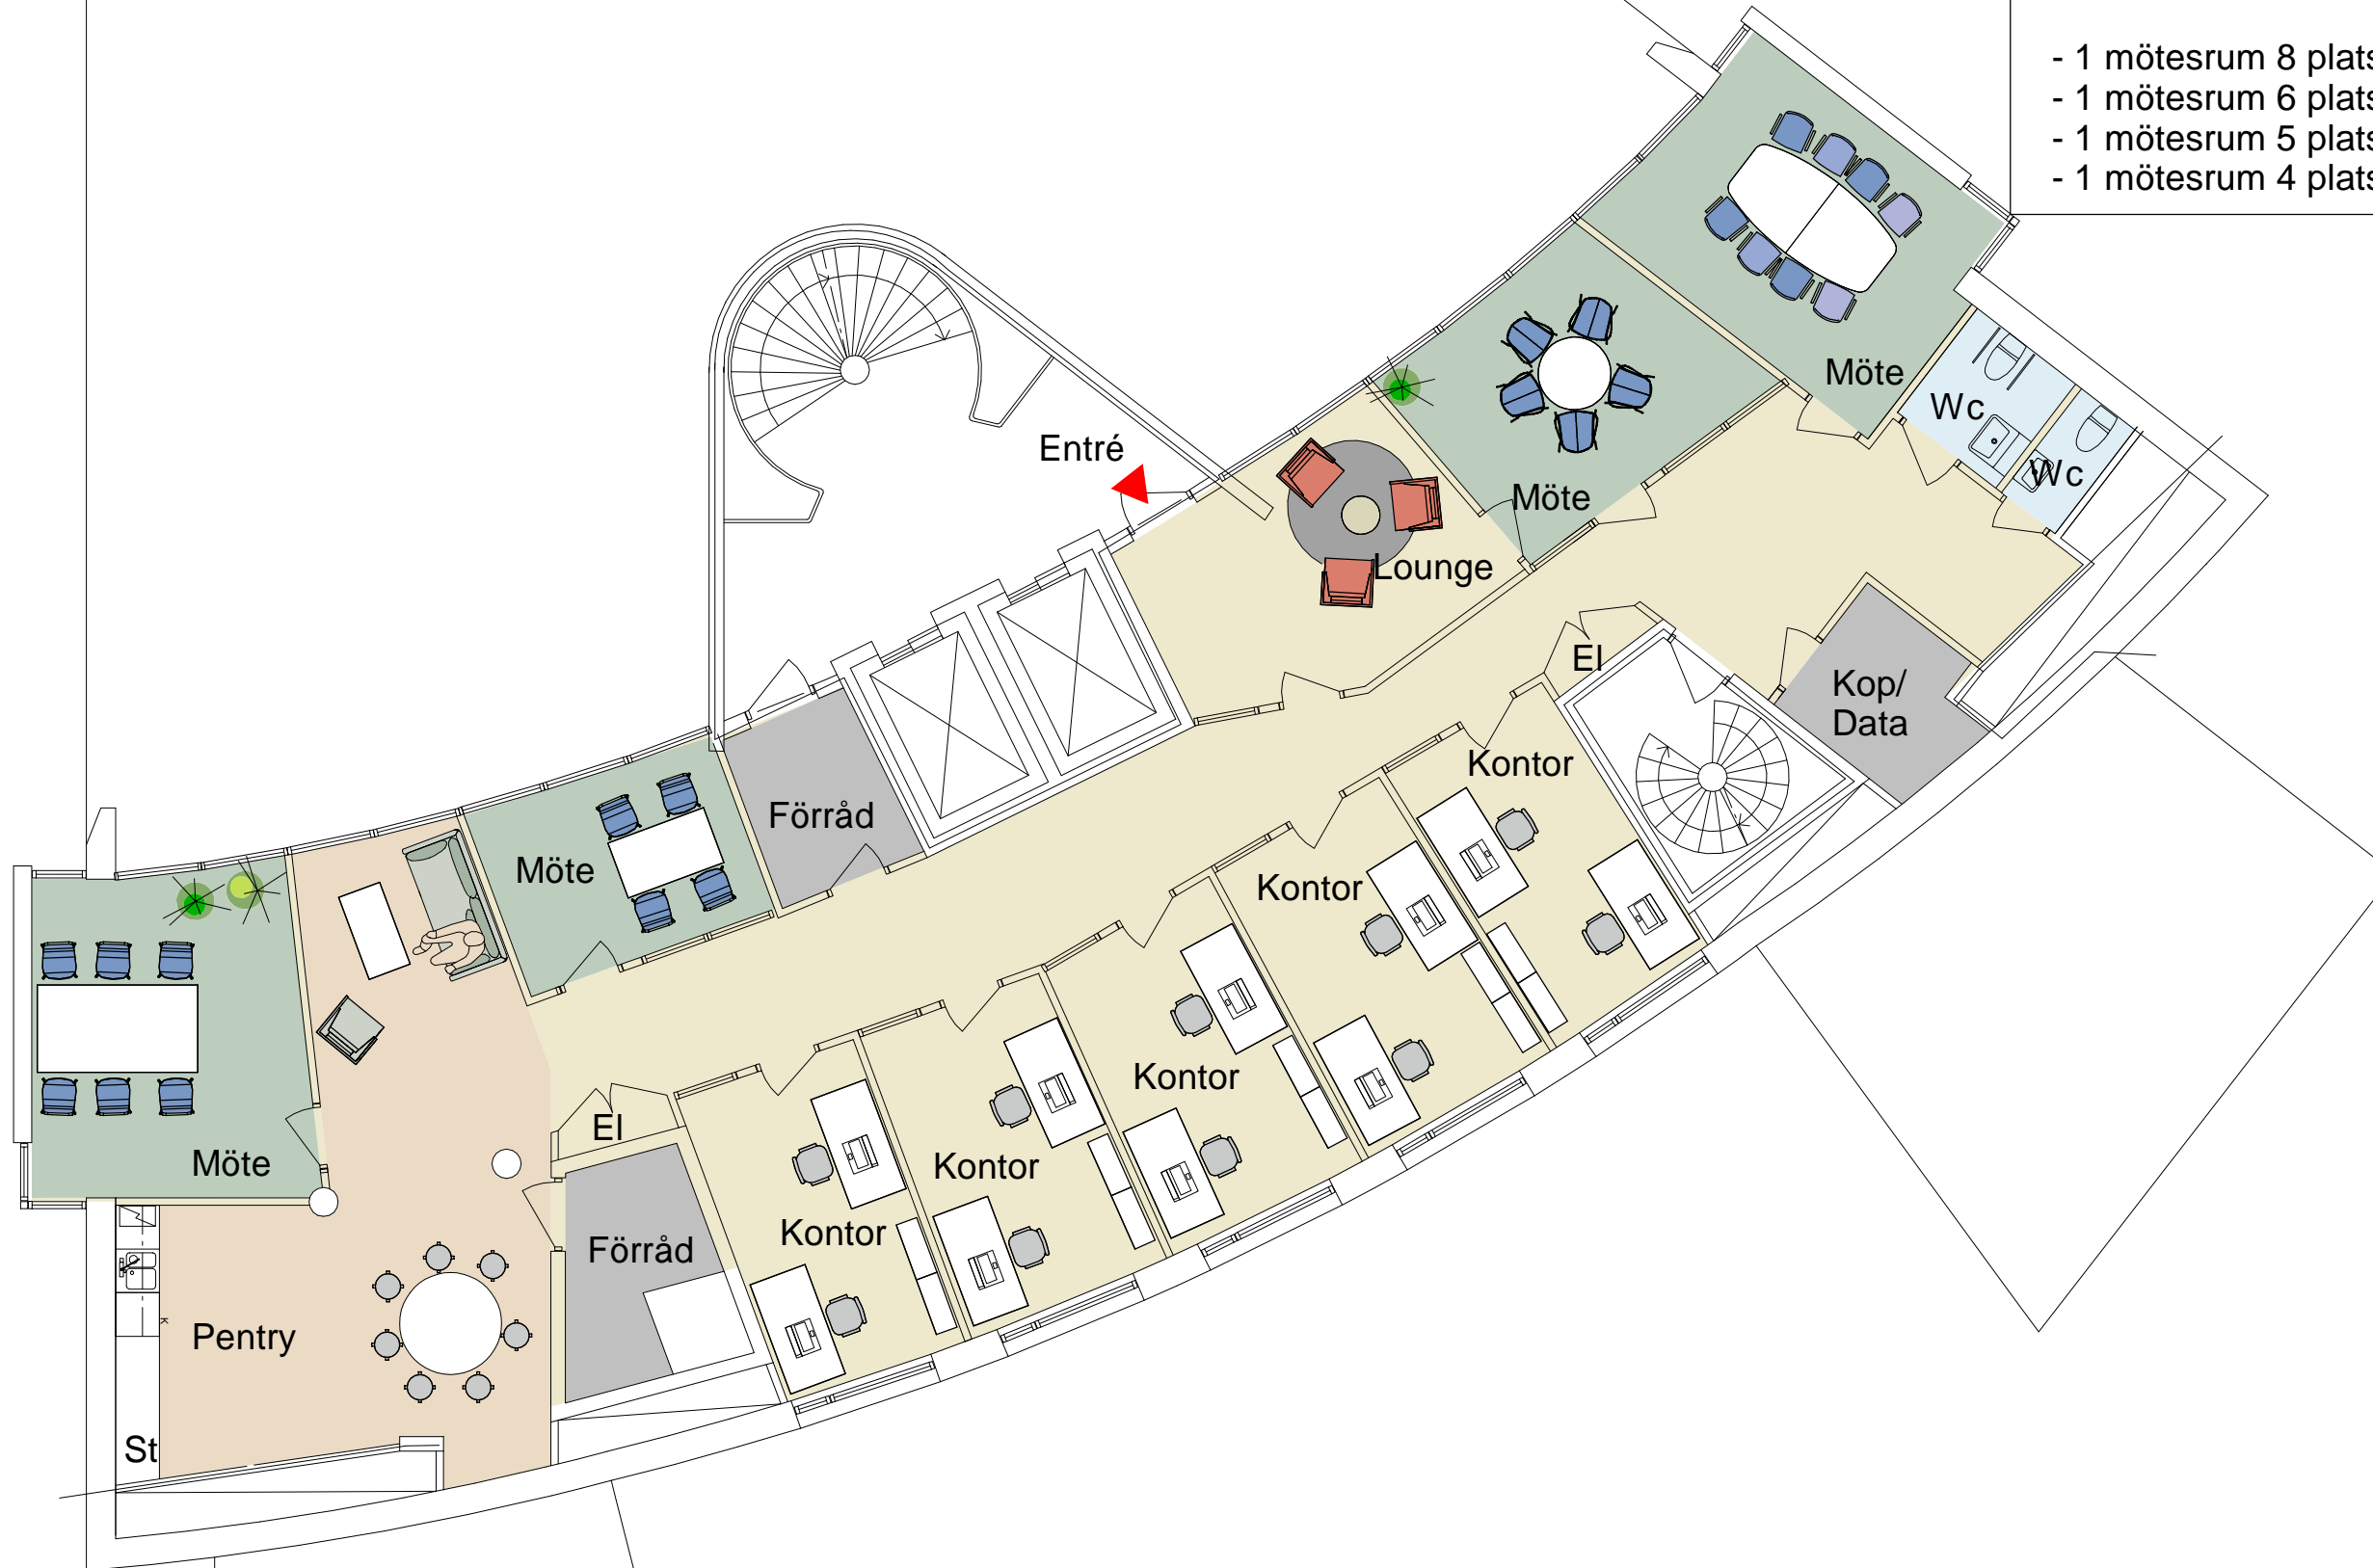 - 1 mötesrum 8 plats
- 1 mötesrum 6 plats
- 1 mötesrum 5 plats
- 1 mötesrum 4 plats
Möte
Wc
Entré
Wc
Möte
Lounge
El
Kop/
Data
Kontor
Förråd
Möte
Kontor
Kontor
El
Möte
Kontor
Kontor
Förråd
Pentry
K
St